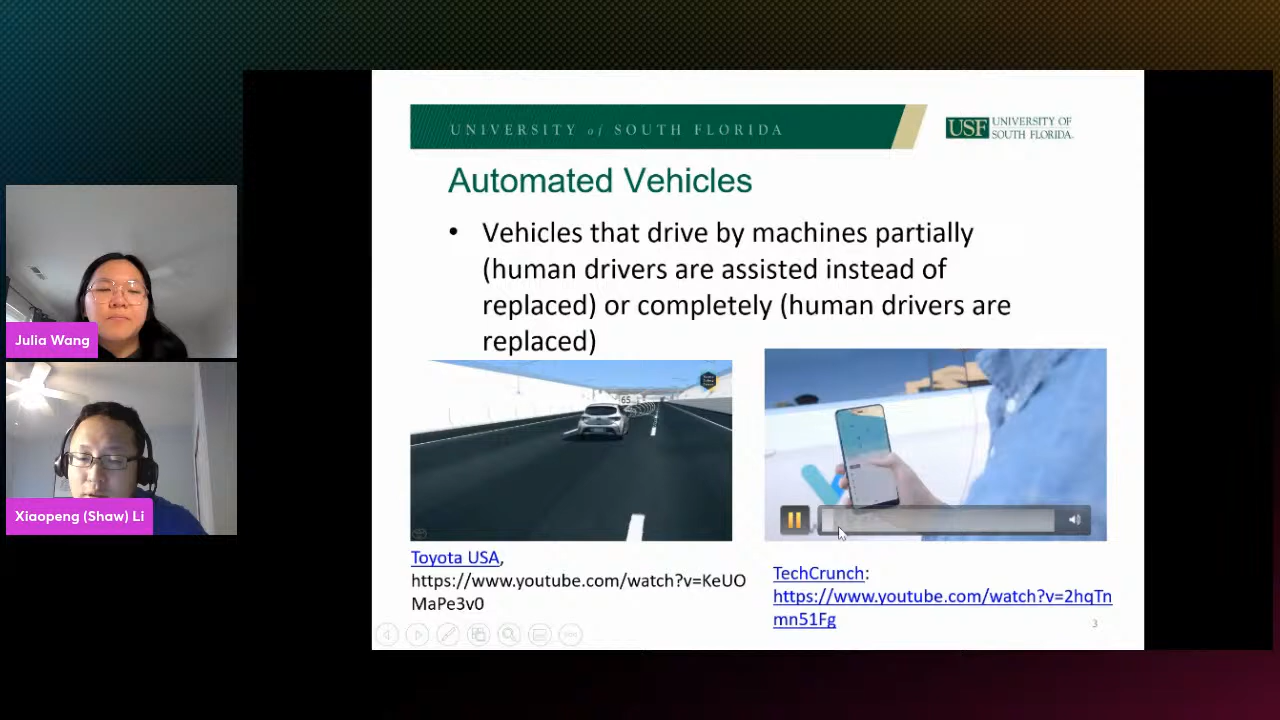 UNIVERSITY of SOUTH FLORIDA
USF UNIVERSITY OF
SOUTH FLORIDA
Automated Vehicles
• Vehicles that drive by machines partially
(human drivers are assisted instead of
replaced) or completely (human drivers are
replaced)
65
Toyota USA,
https://www.youtube.com/watch?v=KeUO
MaPe3v0
TechCrunch:
https://www.youtube.com/watch?v=2hqTn
mn51Fg
3
Julia Wang
Xiaopeng (Shaw) Li